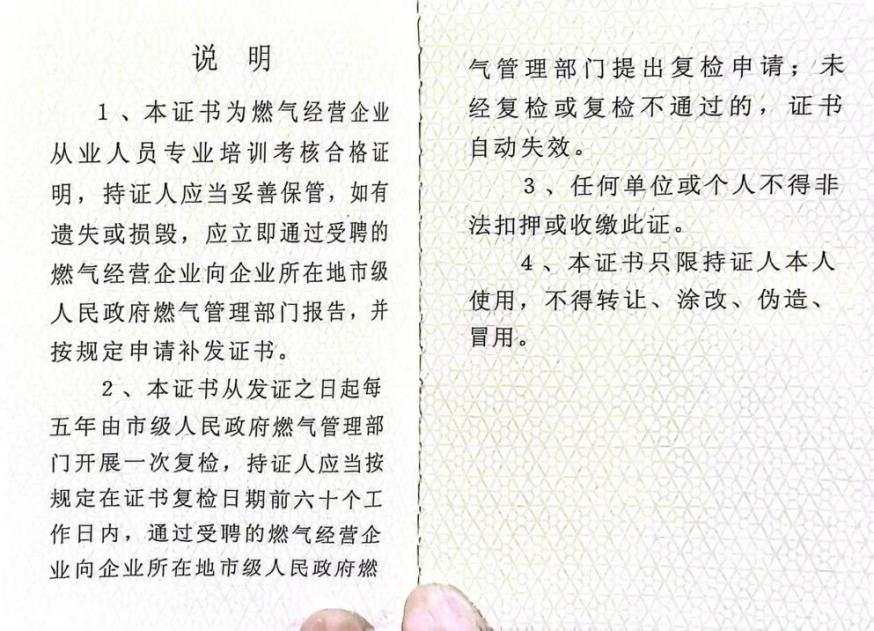 说 明
1、本证书为燃气经营企业
从业人员专业培训考核合格证
明，持证人应当妥善保管，如有
遗失或损毁，应立即通过受聘的
燃气经营企业向企业所在地市级
人民政府燃气管理部门报告，并
按规定申请补发证书。
2、本证书从发证之日起每
五年由市级人民政府燃气管理部
门开展一次复检，持证人应当按
规定在证书复检日期前六十个工
作日内，通过受聘的燃气经营企
业向企业所在地市级人民政府燃
气管理部门提出复检申请；未
经复检或复检不通过的，证书
自动失效。
3、任何单位或个人不得非
法扣押或收缴此证。
4、本证书只限持证人本人
使用，不得转让、涂改、伪造、
冒用。